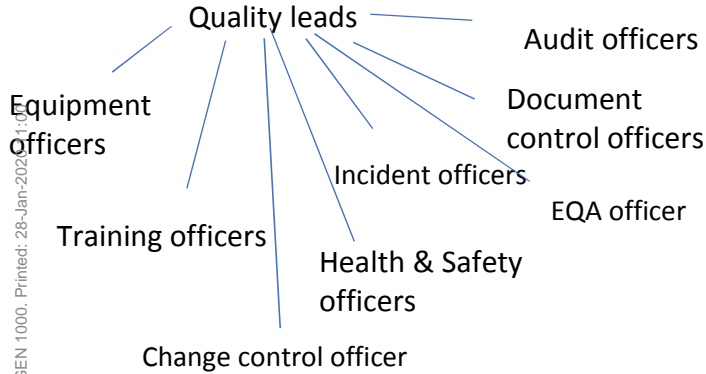 Quality leads
Audit officers
Equipment
officers
Document
control officers
Incident officers
EQA officer
Training officers
Health & Safety
officers
Change control officer
GEN 1000. Printed: 28-Jan-2020